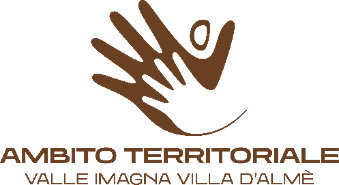 AMBITO TERRITORIALE
VALLE IMAGNA VILLA D'ALMÈ